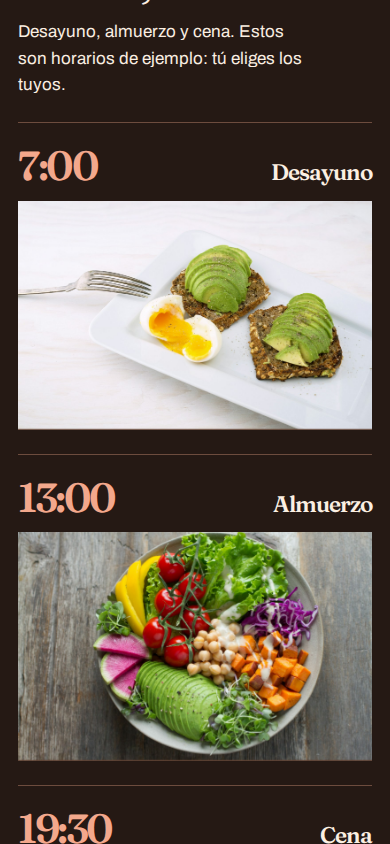 Desayuno, almuerzo y cena. Estos
son horarios de ejemplo: tú eliges los
tuyos.
7:00
Desayuno
13:00
Almuerzo
19:30
Cena